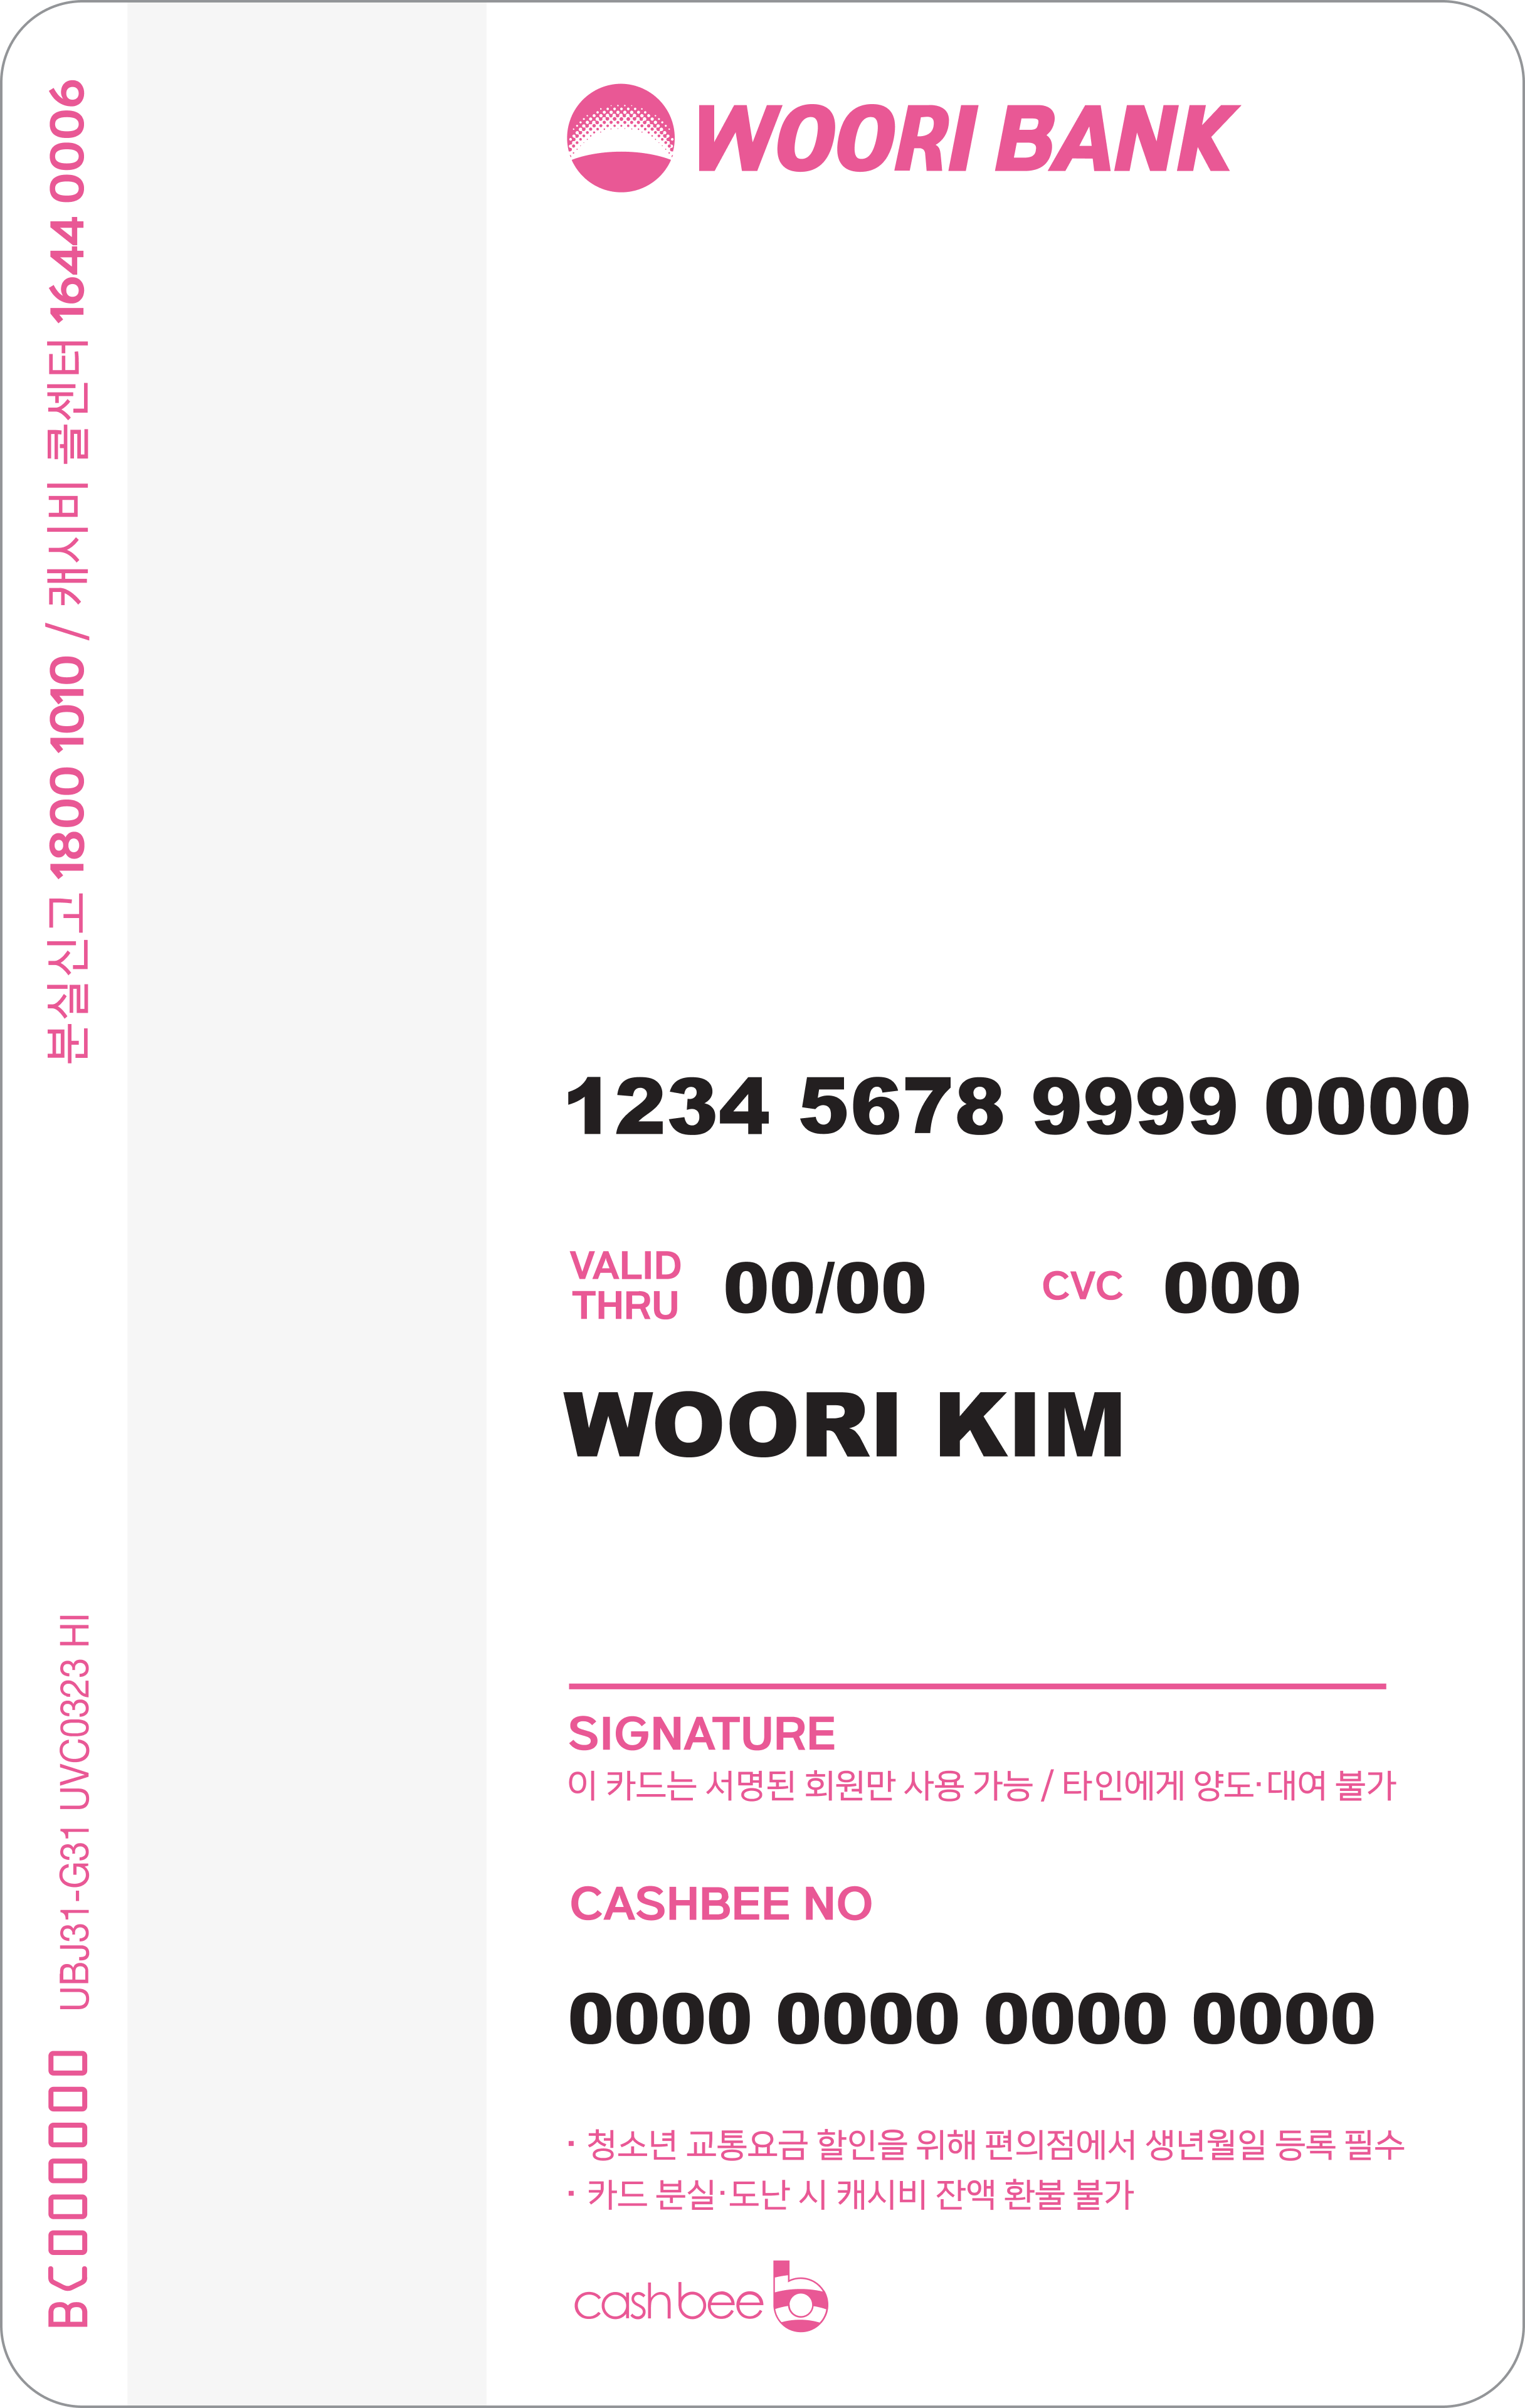 WOORI BANK
1234 5678 9999 0000
VALID THRU 00/00 CVC 000
WOORI KIM
SIGNATURE
이 카드는 서명된 회원만 사용 가능 / 타인에게 양도·대여 불가
CASHBEE NO
0000 0000 0000 0000
· 청소년 교통요금 할인을 위해 편의점에서 생년월일 등록 필수
· 카드 분실·도난 시 캐시비 잔액 환불 불가
cashbee
분실신고 1800 1010 / 캐시비 콜센터 1644 0006
UBJ31-G31 UVC0323 HI